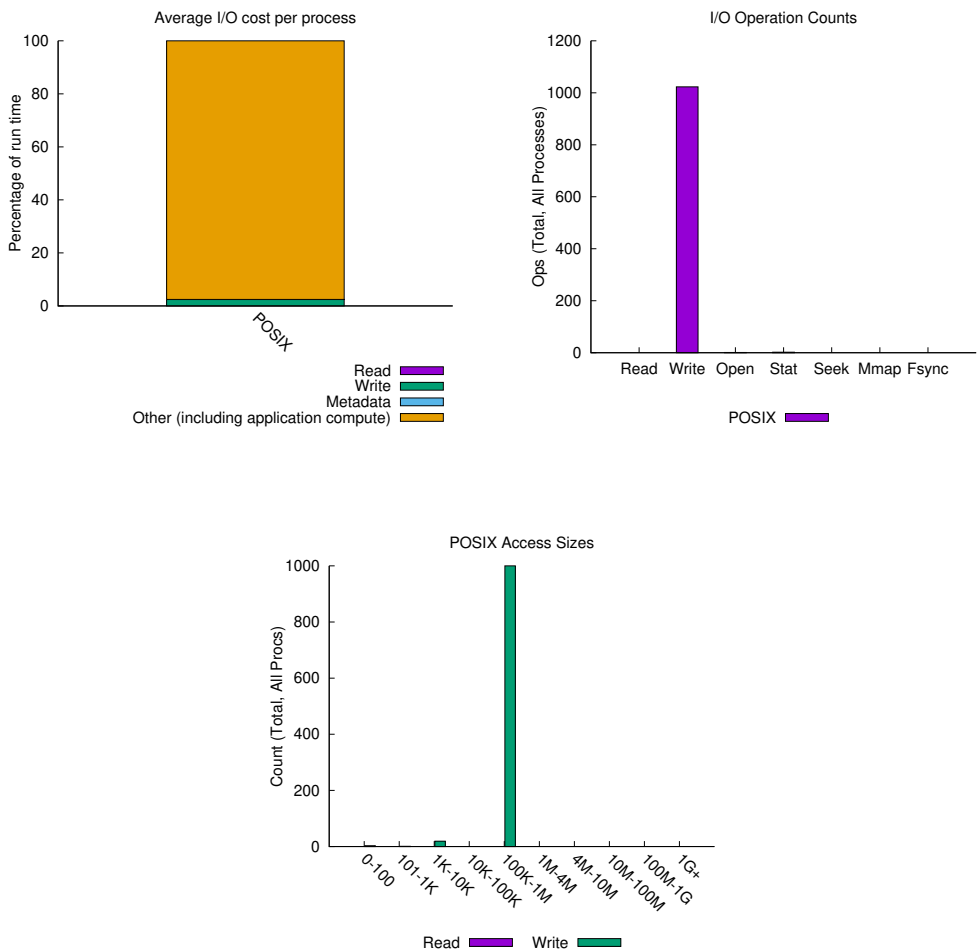 Average I/O cost per process
Percentage of run time
100
80
60
40
20
0
POSIX
Read
Write
Metadata
Other (including application compute)
I/O Operation Counts
Ops (Total, All Processes)
1200
1000
800
600
400
200
0
Read Write Open Stat Seek Mmap Fsync
POSIX
POSIX Access Sizes
Count (Total, All Procs)
1000
800
600
400
200
0
0-100 101-1K 1K-10K 10K-100K 100K-1M 1M-4M 4M-10M 10M-100M 100M-1G 1G+
Read Write